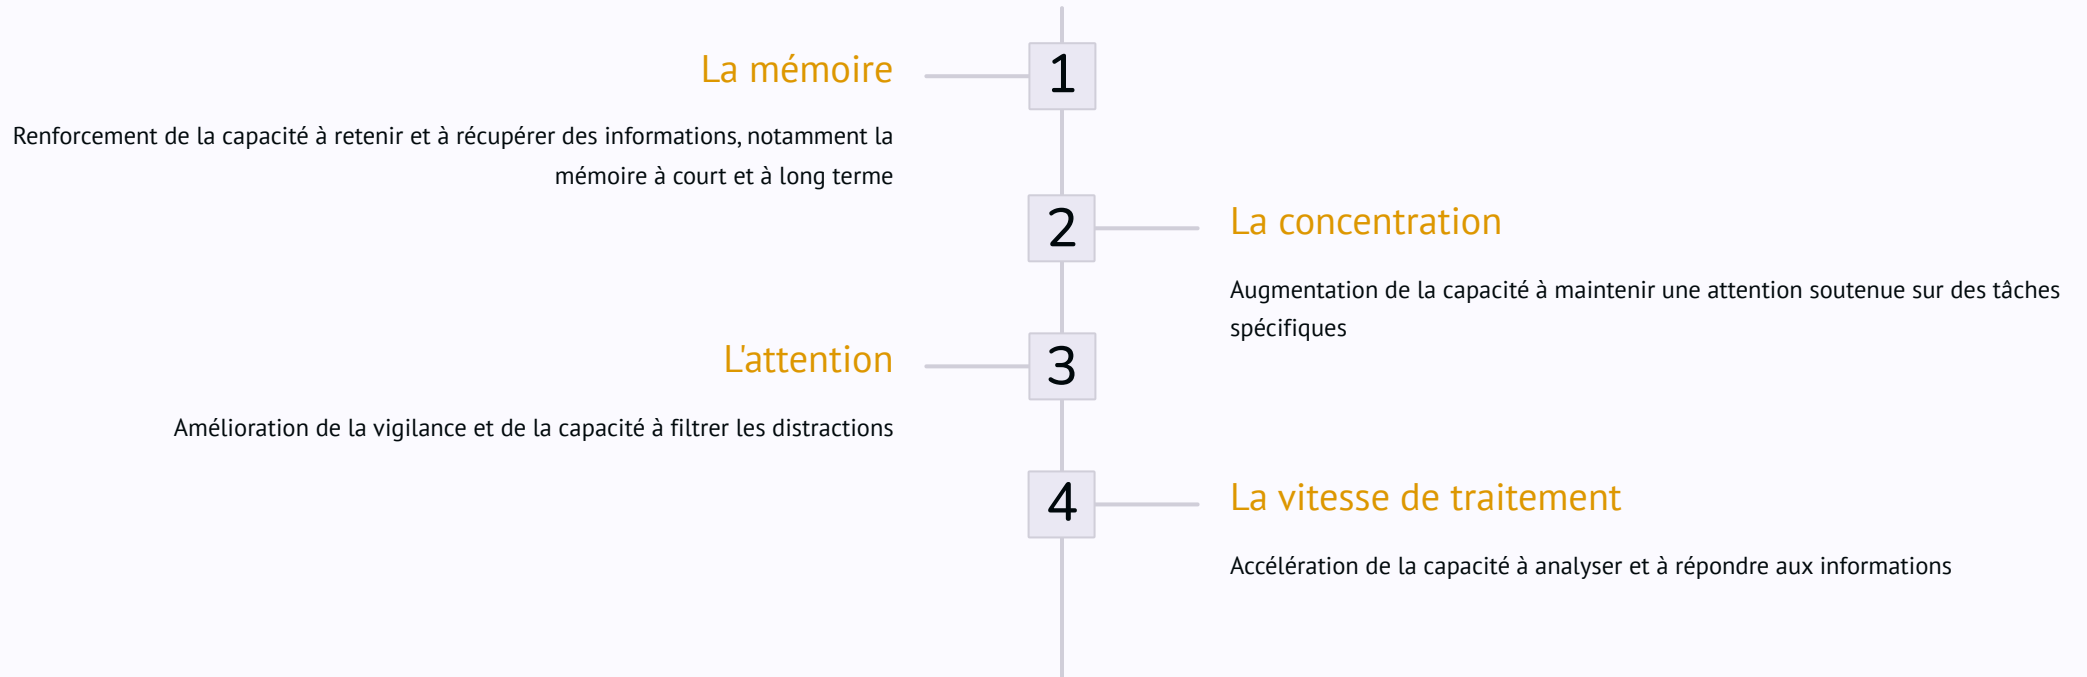 La mémoire
1
Renforcement de la capacité à retenir et à récupérer des informations, notamment la
mémoire à court et à long terme
2
La concentration
Augmentation de la capacité à maintenir une attention soutenue sur des tâches
spécifiques
L'attention
3
Amélioration de la vigilance et de la capacité à filtrer les distractions
4
La vitesse de traitement
Accélération de la capacité à analyser et à répondre aux informations